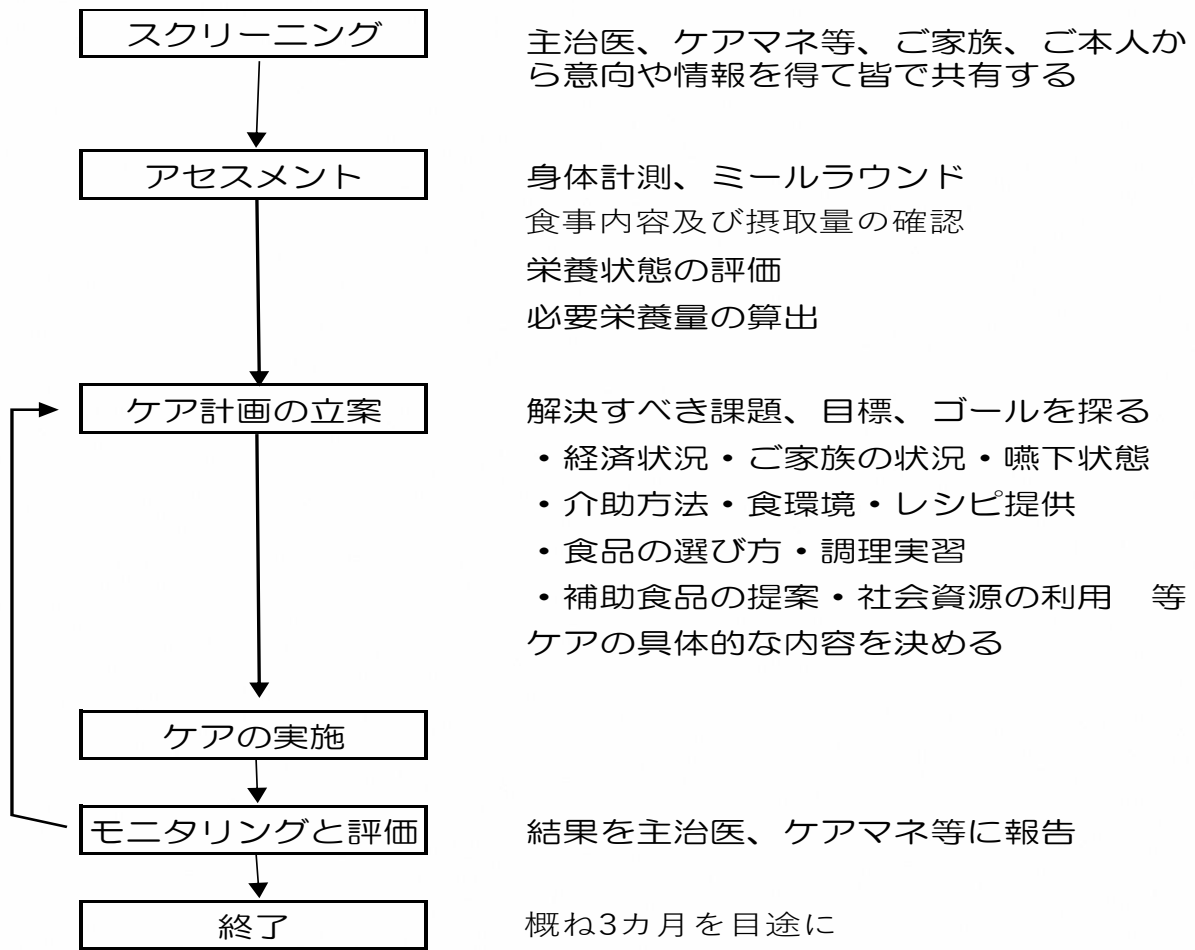 スクリーニング
主治医、ケアマネ等、ご家族、ご本人か
ら意向や情報を得て皆で共有する
アセスメント
身体計測、ミールラウンド
食事内容及び摂取量の確認
栄養状態の評価
必要栄養量の算出
ケア計画の立案
解決すべき課題、目標、ゴールを探る
・経済状況・ご家族の状況・嚥下状態
・介助方法・食環境・レシピ提供
・食品の選び方・調理実習
・補助食品の提案・社会資源の利用　等
ケアの具体的な内容を決める
ケアの実施
モニタリングと評価
結果を主治医、ケアマネ等に報告
終了
概ね3カ月を目途に